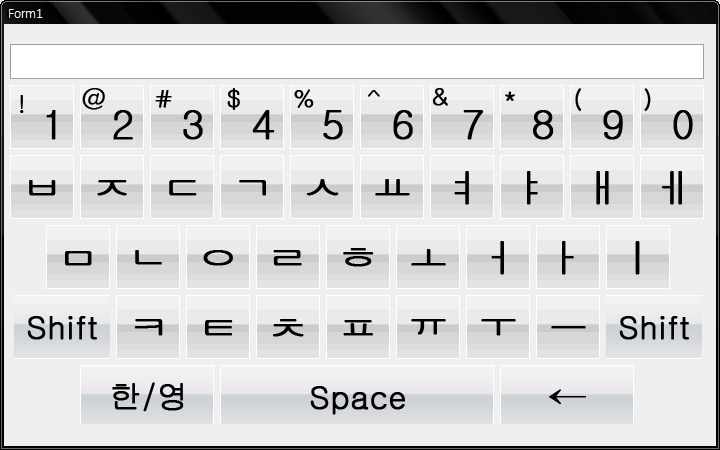 Form1
! 1 @ 2 # 3 $ 4 % 5 ^ 6 & 7 * 8 ( 9 ) 0
ㅂ ㅈ ㄷ ㄱ ㅅ ㅛ ㅕ ㅑ ㅐ ㅔ
ㅁ ㄴ ㅇ ㄹ ㅎ ㅗ ㅓ ㅏ ㅣ
Shift ㅋ ㅌ ㅊ ㅍ ㅠ ㅜ ㅡ Shift
한/영 Space ←